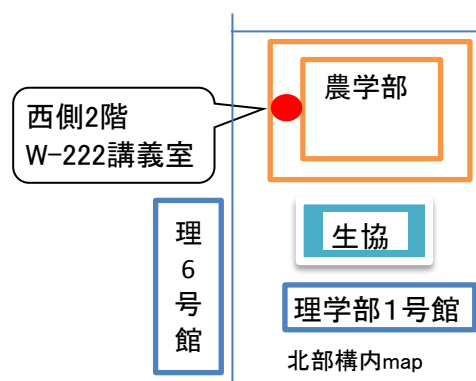 農学部
西側2階
W-222講義室
生協
理6号館
理学部1号館
北部構内map